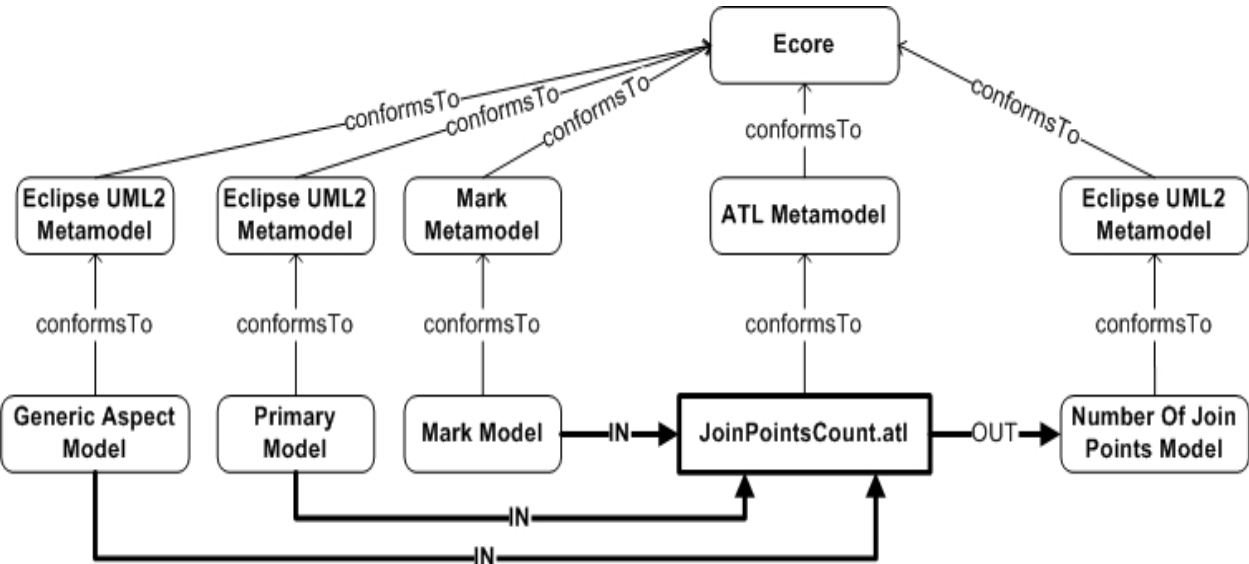 Ecore
conformsTo
conformsTo
conformsTo
conformsTo
conformsTo
Eclipse UML2
Metamodel
Eclipse UML2
Metamodel
Mark
Metamodel
ATL Metamodel
Eclipse UML2
Metamodel
conformsTo
conformsTo
conformsTo
conformsTo
conformsTo
Generic Aspect
Model
Primary
Model
Mark Model
IN
JoinPointsCount.atl
OUT
Number Of Join
Points Model
IN
IN